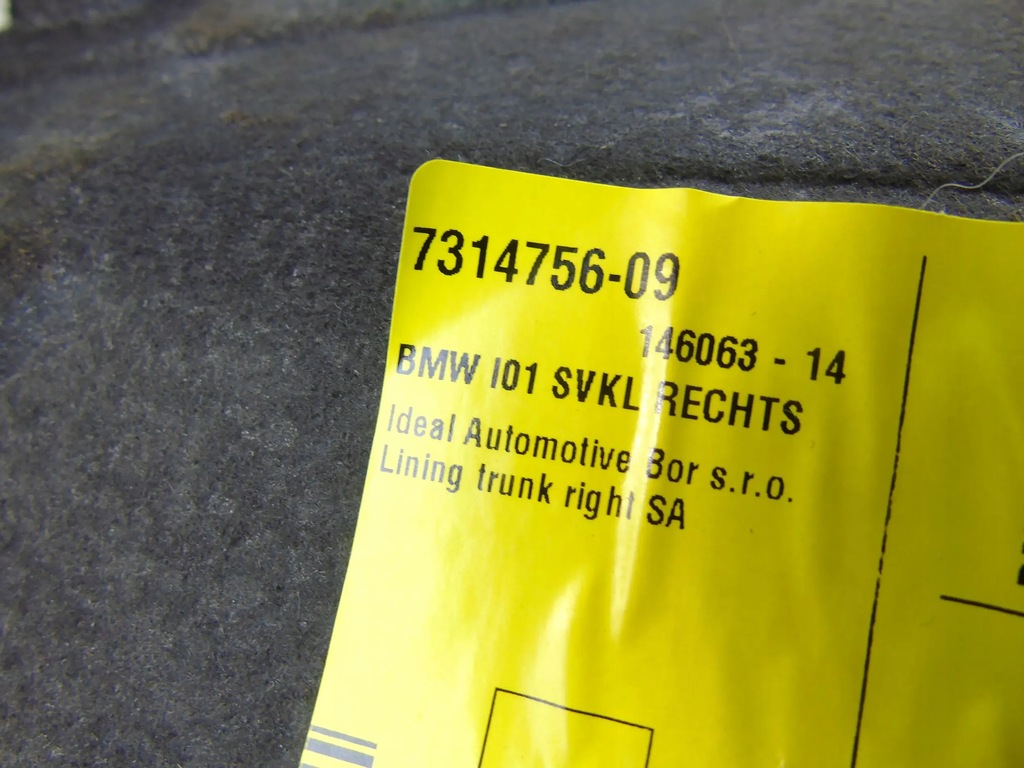 7314756-09
146063 - 14
BMW I01 SVKL RECHTS
Ideal Automotive Bor s.r.o.
Lining trunk right SA